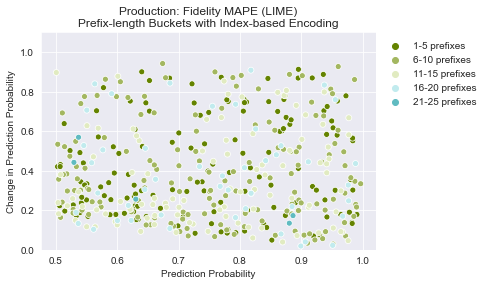 Production: Fidelity MAPE (LIME)
Prefix-length Buckets with Index-based Encoding
Change in Prediction Probability
1.0
0.8
0.6
0.4
0.2
0.0
0.5
0.6
0.7
0.8
0.9
1.0
Prediction Probability
1-5 prefixes
6-10 prefixes
11-15 prefixes
16-20 prefixes
21-25 prefixes